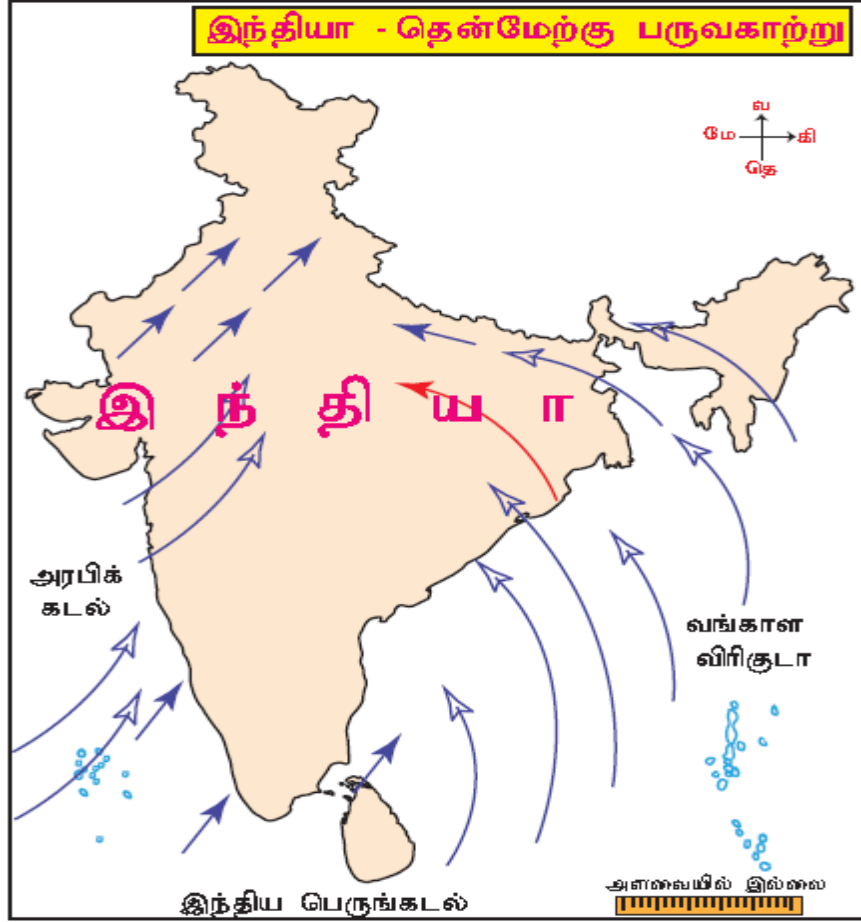 இந்தியா - தென்மேற்கு பருவகாற்று
வ
மே கி
தெ
இ ந் தி யா
அரபிக்
கடல்
வங்காள
விரிகுடா
அளவையில் இல்லை
இந்திய பெருங்கடல்